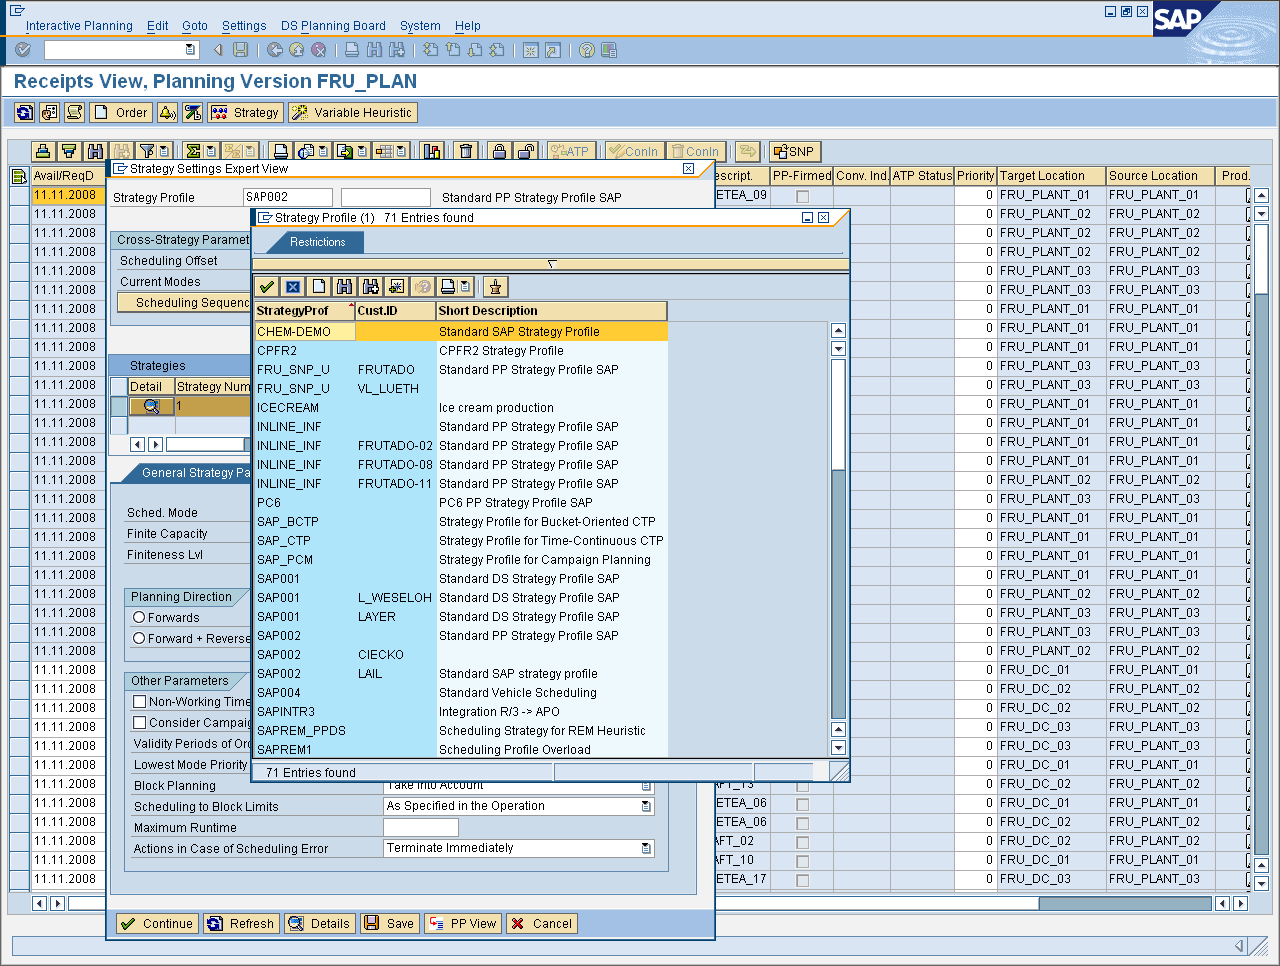 Interactive Planning Edit Goto Settings DS Planning Board System Help
SAP
Receipts View, Planning Version FRU_PLAN
Order Strategy Variable Heuristic
ATP ConIn ConIn SNP
Strategy Settings Expert View
Strategy Profile SAP002 Standard PP Strategy Profile SAP
Cross-Strategy Paramet
Scheduling Offset
Current Modes
Scheduling Sequenc
Strategies
Detail Strategy Num
1
General Strategy Pa
Sched. Mode
Finite Capacity
Finiteness Lvl
Planning Direction
Forwards
Forward + Reverse
Other Parameters
Non-Working Time
Consider Campaig
Validity Periods of Ord
Lowest Mode Priority
Block Planning Take into Account
Scheduling to Block Limits As Specified in the Operation
Maximum Runtime
Actions in Case of Scheduling Error Terminate Immediately
Continue Refresh Details Save PP View Cancel
Strategy Profile (1) 71 Entries found
Restrictions
StrategyProf Cust.ID Short Description
CHEM-DEMO Standard SAP Strategy Profile
CPFR2 CPFR2 Strategy Profile
FRU_SNP_U FRUTADO Standard PP Strategy Profile SAP
FRU_SNP_U VL_LUETH
ICECREAM Ice cream production
INLINE_INF Standard PP Strategy Profile SAP
INLINE_INF FRUTADO-02 Standard PP Strategy Profile SAP
INLINE_INF FRUTADO-08 Standard PP Strategy Profile SAP
INLINE_INF FRUTADO-11 Standard PP Strategy Profile SAP
PC6 PC6 PP Strategy Profile SAP
SAP_BCTP Strategy Profile for Bucket-Oriented CTP
SAP_CTP Strategy Profile for Time-Continuous CTP
SAP_PCM Strategy Profile for Campaign Planning
SAP001 Standard DS Strategy Profile SAP
SAP001 L_WESELOH Standard DS Strategy Profile SAP
SAP001 LAYER Standard DS Strategy Profile SAP
SAP002 Standard PP Strategy Profile SAP
SAP002 CIECKO
SAP002 LAIL Standard SAP strategy profile
SAP004 Standard Vehicle Scheduling
SAPINTR3 Integration R/3 -> APO
SAPREM_PPDS Scheduling Strategy for REM Heuristic
SAPREM1 Scheduling Profile Overload
71 Entries found
Avail/ReqD escript. PP-Firmed Conv. Ind. ATP Status Priority Target Location Source Location Prod.
11.11.2008 ETEA_09 0 FRU_PLANT_01 FRU_PLANT_01
11.11.2008 0 FRU_PLANT_02 FRU_PLANT_02
11.11.2008 0 FRU_PLANT_02 FRU_PLANT_02
11.11.2008 0 FRU_PLANT_02 FRU_PLANT_02
11.11.2008 0 FRU_PLANT_03 FRU_PLANT_03
11.11.2008 0 FRU_PLANT_03 FRU_PLANT_03
11.11.2008 0 FRU_PLANT_01 FRU_PLANT_01
11.11.2008 0 FRU_PLANT_02 FRU_PLANT_02
11.11.2008 0 FRU_PLANT_01 FRU_PLANT_01
11.11.2008 0 FRU_PLANT_03 FRU_PLANT_03
11.11.2008 0 FRU_PLANT_03 FRU_PLANT_03
11.11.2008 0 FRU_PLANT_01 FRU_PLANT_01
11.11.2008 0 FRU_PLANT_02 FRU_PLANT_02
11.11.2008 0 FRU_PLANT_01 FRU_PLANT_01
11.11.2008 0 FRU_PLANT_01 FRU_PLANT_01
11.11.2008 0 FRU_PLANT_03 FRU_PLANT_03
11.11.2008 0 FRU_PLANT_01 FRU_PLANT_01
11.11.2008 0 FRU_PLANT_01 FRU_PLANT_01
11.11.2008 0 FRU_PLANT_01 FRU_PLANT_01
11.11.2008 0 FRU_PLANT_01 FRU_PLANT_01
11.11.2008 0 FRU_PLANT_01 FRU_PLANT_01
11.11.2008 0 FRU_PLANT_02 FRU_PLANT_02
11.11.2008 0 FRU_PLANT_03 FRU_PLANT_03
11.11.2008 0 FRU_PLANT_03 FRU_PLANT_03
11.11.2008 0 FRU_PLANT_02 FRU_PLANT_02
11.11.2008 0 FRU_DC_01 FRU_PLANT_01
11.11.2008 0 FRU_DC_02 FRU_PLANT_01
11.11.2008 0 FRU_DC_02 FRU_PLANT_02
11.11.2008 0 FRU_DC_03 FRU_PLANT_03
11.11.2008 0 FRU_DC_03 FRU_PLANT_03
11.11.2008 0 FRU_DC_01 FRU_PLANT_02
11.11.2008 AFT_13 0 FRU_DC_02 FRU_PLANT_03
11.11.2008 ETEA_06 0 FRU_DC_01 FRU_PLANT_01
11.11.2008 ETEA_06 0 FRU_DC_02 FRU_PLANT_01
11.11.2008 AFT_02 0 FRU_DC_02 FRU_PLANT_02
11.11.2008 AFT_10 0 FRU_DC_01 FRU_PLANT_03
11.11.2008 ETEA_17 0 FRU_DC_03 FRU_PLANT_03